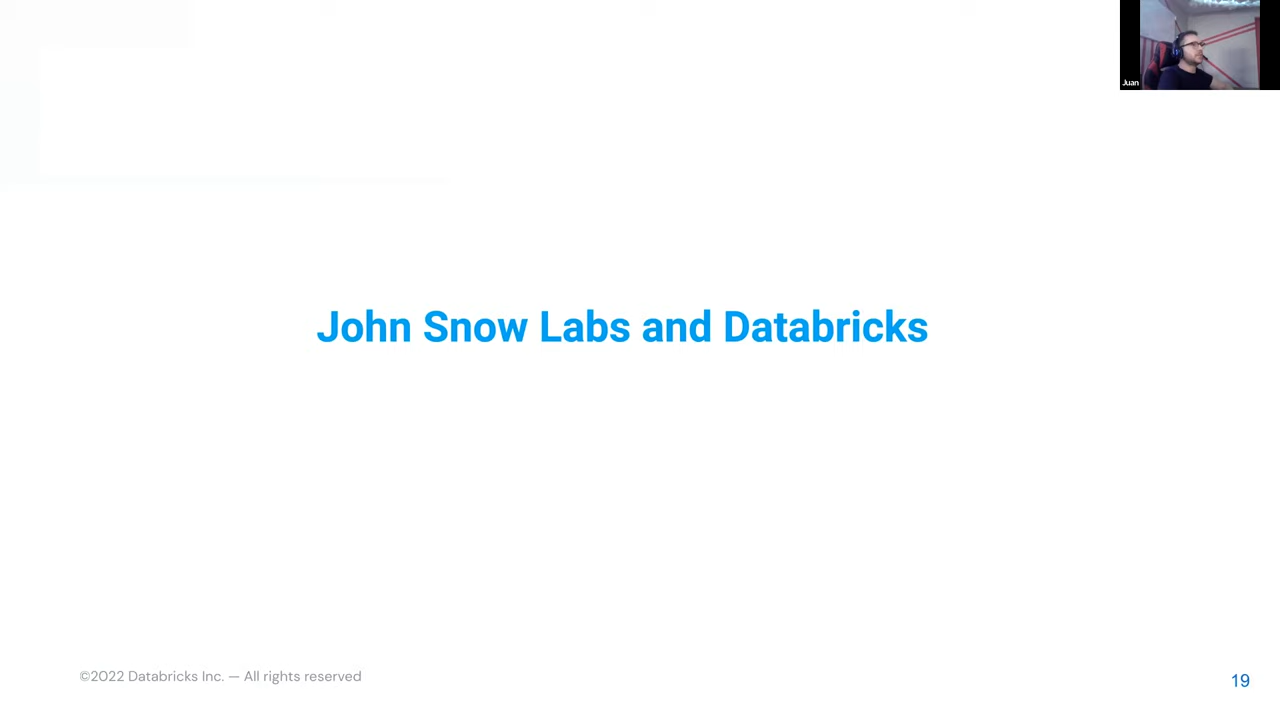 Juan
John Snow Labs and Databricks
©2022 Databricks Inc. — All rights reserved
19